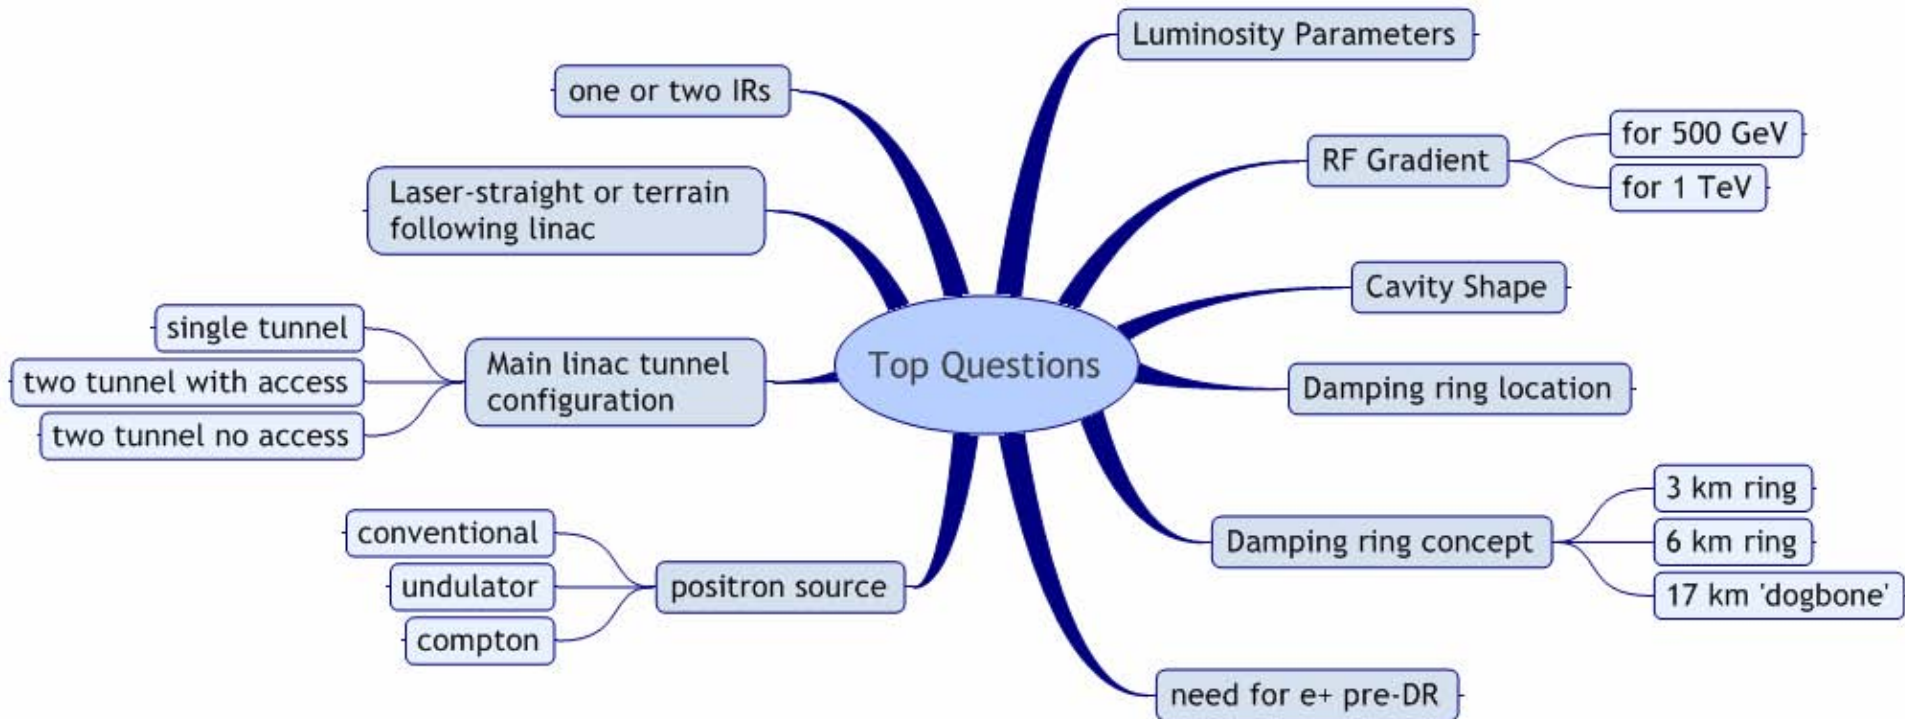 Top Questions
Luminosity Parameters
RF Gradient
for 500 GeV
for 1 TeV
Cavity Shape
Damping ring location
Damping ring concept
3 km ring
6 km ring
17 km 'dogbone'
need for e+ pre-DR
one or two IRs
Laser-straight or terrain
following linac
Main linac tunnel
configuration
single tunnel
two tunnel with access
two tunnel no access
positron source
conventional
undulator
compton